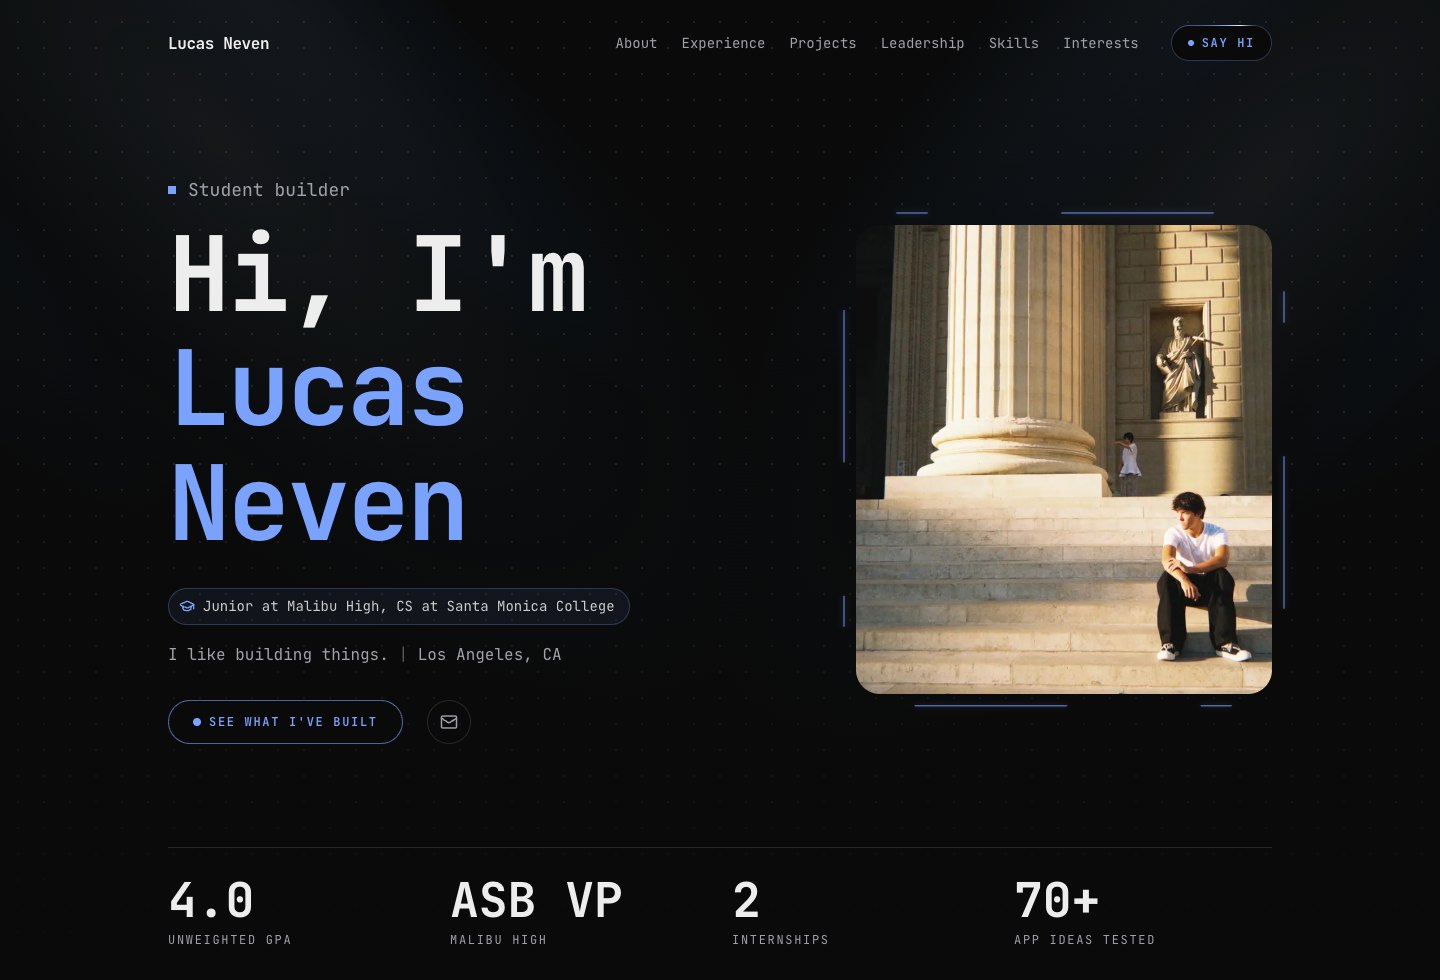 Lucas Neven
About Experience Projects Leadership Skills Interests SAY HI
Student builder
Hi, I'm
Lucas
Neven
Junior at Malibu High, CS at Santa Monica College
I like building things. | Los Angeles, CA
SEE WHAT I'VE BUILT
4.0 ASB VP 2 70+
UNWEIGHTED GPA MALIBU HIGH INTERNSHIPS APP IDEAS TESTED